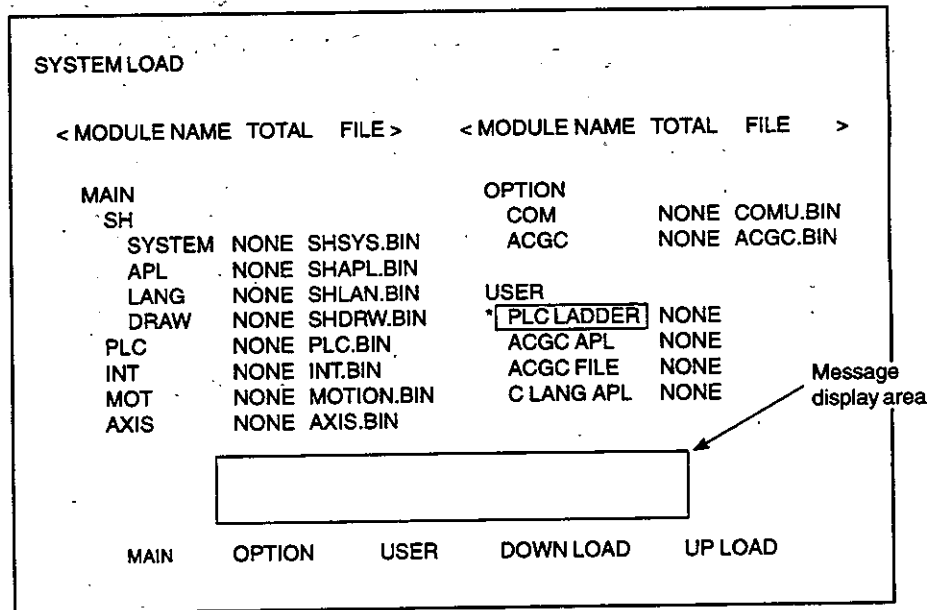 SYSTEM LOAD
< MODULE NAME TOTAL FILE > < MODULE NAME TOTAL FILE >
MAIN
SH
SYSTEM NONE SHSYS.BIN
APL NONE SHAPL.BIN
LANG NONE SHLAN.BIN
DRAW NONE SHDRW.BIN
PLC NONE PLC.BIN
INT NONE INT.BIN
MOT NONE MOTION.BIN
AXIS NONE AXIS.BIN
OPTION
COM NONE COMU.BIN
ACGC NONE ACGC.BIN
USER
* PLC LADDER NONE
ACGC APL NONE
ACGC FILE NONE
C LANG APL NONE
Message
display area
MAIN OPTION USER DOWN LOAD UP LOAD